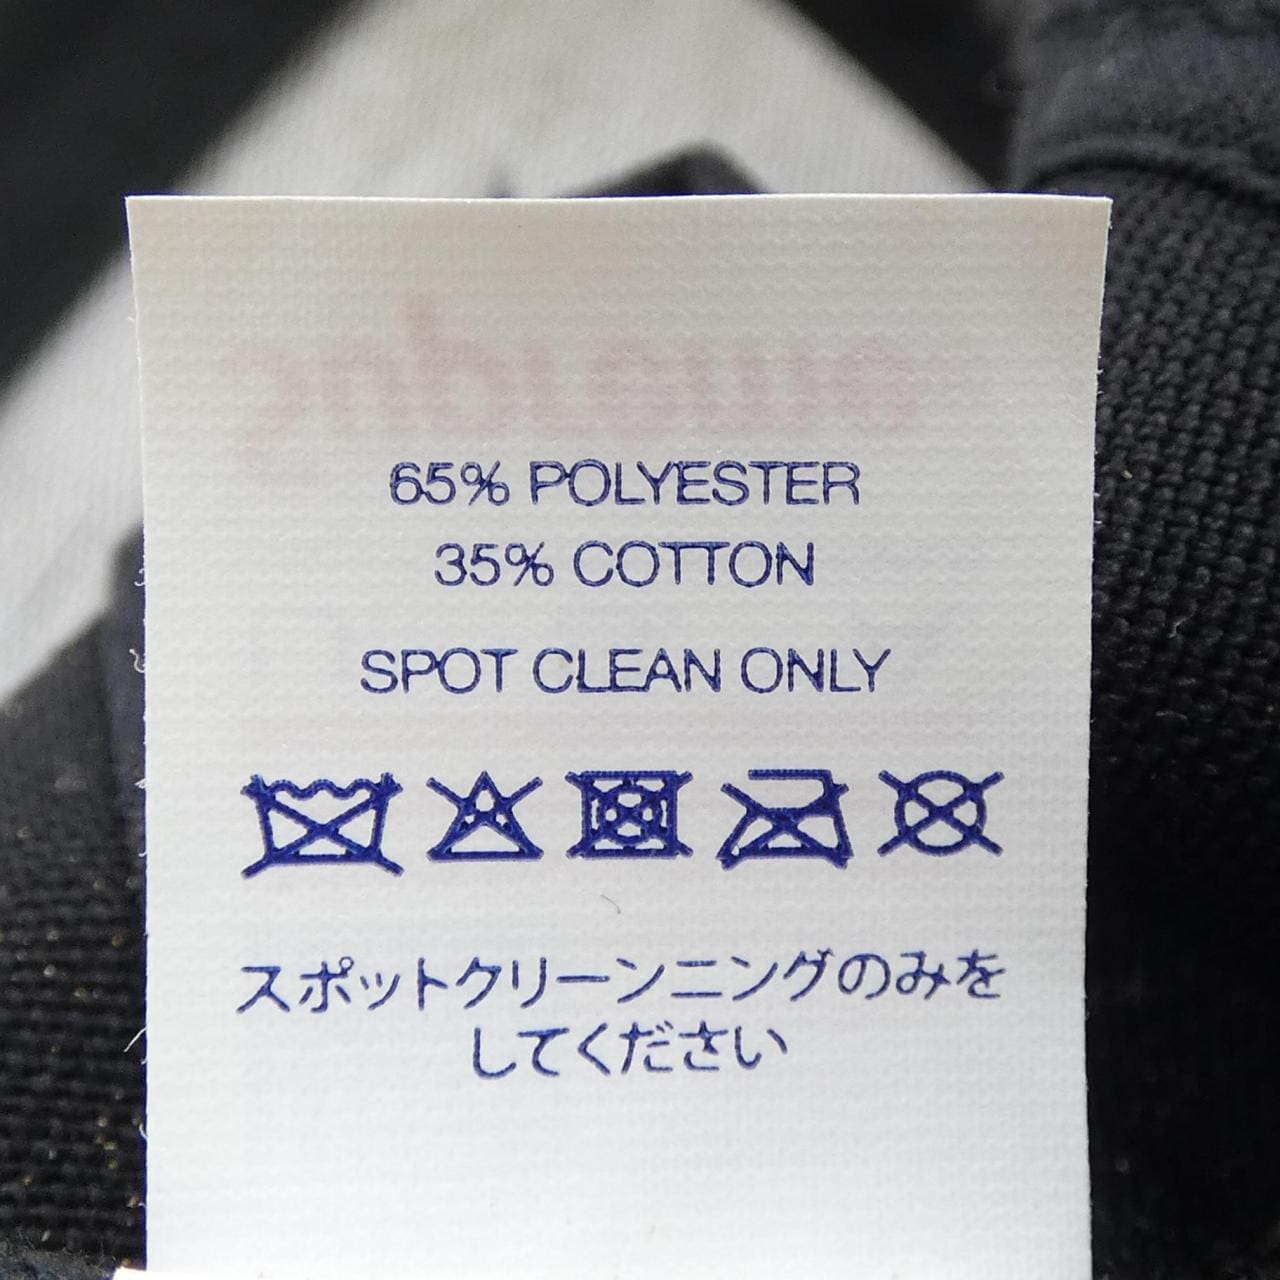 65% POLYESTER
35% COTTON
SPOT CLEAN ONLY
スポットクリーンニングのみを
してください